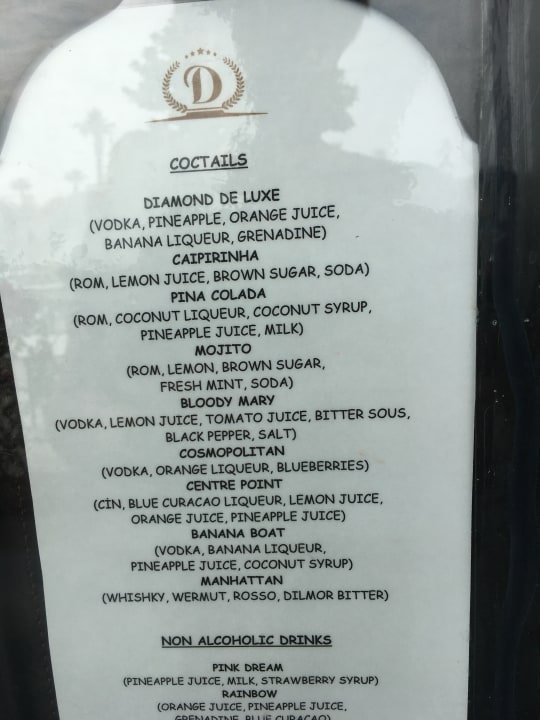 D
COCTAILS
DIAMOND DE LUXE
(VODKA, PINEAPPLE, ORANGE JUICE,
BANANA LIQUEUR, GRENADINE)
CAIPIRINHA
(ROM, LEMON JUICE, BROWN SUGAR, SODA)
PINA COLADA
(ROM, COCONUT LIQUEUR, COCONUT SYRUP,
PINEAPPLE JUICE, MILK)
MOJITO
(ROM, LEMON, BROWN SUGAR,
FRESH MINT, SODA)
BLOODY MARY
(VODKA, LEMON JUICE, TOMATO JUICE, BITTER SOUS,
BLACK PEPPER, SALT)
COSMOPOLITAN
(VODKA, ORANGE LIQUEUR, BLUEBERRIES)
CENTRE POINT
(CİN, BLUE CURACAO LIQUEUR, LEMON JUICE,
ORANGE JUICE, PINEAPPLE JUICE)
BANANA BOAT
(VODKA, BANANA LIQUEUR,
PINEAPPLE JUICE, COCONUT SYRUP)
MANHATTAN
(WHISHKY, WERMUT, ROSSO, DILMOR BITTER)
NON ALCOHOLIC DRINKS
PINK DREAM
(PINEAPPLE JUICE, MILK, STRAWBERRY SYRUP)
RAINBOW
(ORANGE JUICE, PINEAPPLE JUICE,
GRENADINE, BLUE CURACAO)